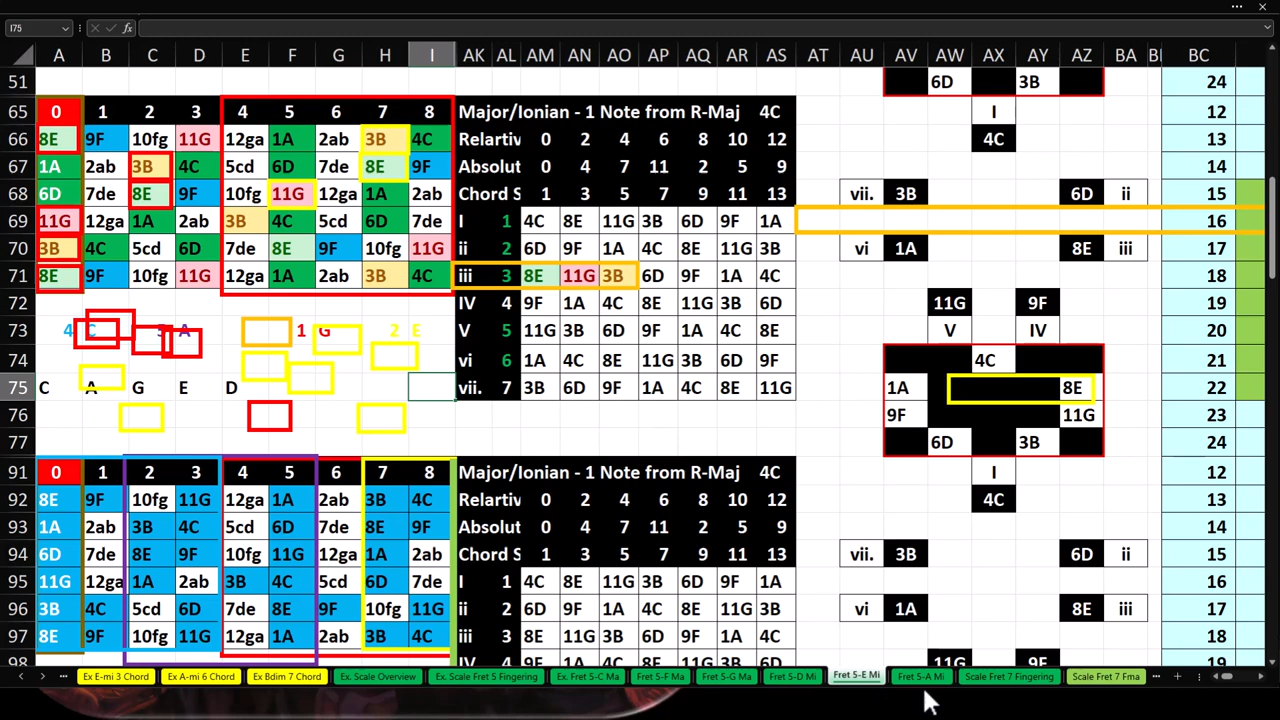 I75 fx
A B C D E F G H I AK AL AM AN AO AP AQ AR AS AT AU AV AW AX AY AZ BA BC
51 6D 3B 24
65 0 1 2 3 4 5 6 7 8 Major/Ionian - 1 Note from R-Maj 4C I 12
66 8E 9F 10fg 11G 12ga 1A 2ab 3B 4C Relartiv 0 2 4 6 8 10 12 4C 13
67 1A 2ab 3B 4C 5cd 6D 7de 8E 9F Absolut 0 4 7 11 2 5 9 14
68 6D 7de 8E 9F 10fg 11G 12ga 1A 2ab Chord S 1 3 5 7 9 11 13 vii. 3B 6D ii 15
69 11G 12ga 1A 2ab 3B 4C 5cd 6D 7de I 1 4C 8E 11G 3B 6D 9F 1A 16
70 3B 4C 5cd 6D 7de 8E 9F 10fg 11G ii 2 6D 9F 1A 4C 8E 11G 3B vi 1A 8E iii 17
71 8E 9F 10fg 11G 12ga 1A 2ab 3B 4C iii 3 8E 11G 3B 6D 9F 1A 4C 18
72 IV 4 9F 1A 4C 8E 11G 3B 6D 11G 9F 19
73 4 C 5 A 1 G 2 E V 5 11G 3B 6D 9F 1A 4C 8E V IV 20
74 vi 6 1A 4C 8E 11G 3B 6D 9F 4C 21
75 C A G E D vii. 7 3B 6D 9F 1A 4C 8E 11G 1A 8E 22
76 9F 11G 23
77 6D 3B 24
91 0 1 2 3 4 5 6 7 8 Major/Ionian - 1 Note from R-Maj 4C I 12
92 8E 9F 10fg 11G 12ga 1A 2ab 3B 4C Relartiv 0 2 4 6 8 10 12 4C 13
93 1A 2ab 3B 4C 5cd 6D 7de 8E 9F Absolut 0 4 7 11 2 5 9 14
94 6D 7de 8E 9F 10fg 11G 12ga 1A 2ab Chord S 1 3 5 7 9 11 13 vii. 3B 6D ii 15
95 11G 12ga 1A 2ab 3B 4C 5cd 6D 7de I 1 4C 8E 11G 3B 6D 9F 1A 16
96 3B 4C 5cd 6D 7de 8E 9F 10fg 11G ii 2 6D 9F 1A 4C 8E 11G 3B vi 1A 8E iii 17
97 8E 9F 10fg 11G 12ga 1A 2ab 3B 4C iii 3 8E 11G 3B 6D 9F 1A 4C 18
98 IV 4 9F 1A 4C 8E 11G 3B 6D 11G 9F 19
Ex E-mi 3 Chord Ex A-mi 6 Chord Ex Bdim 7 Chord Ex. Scale Overview Ex. Scale Fret 5 Fingering Ex. Fret 5-C Ma Fret 5-F Ma Fret 5-G Ma Fret 5-D Mi Fret 5-E Mi Fret 5-A Mi Scale Fret 7 Fingering Scale Fret 7 Fma